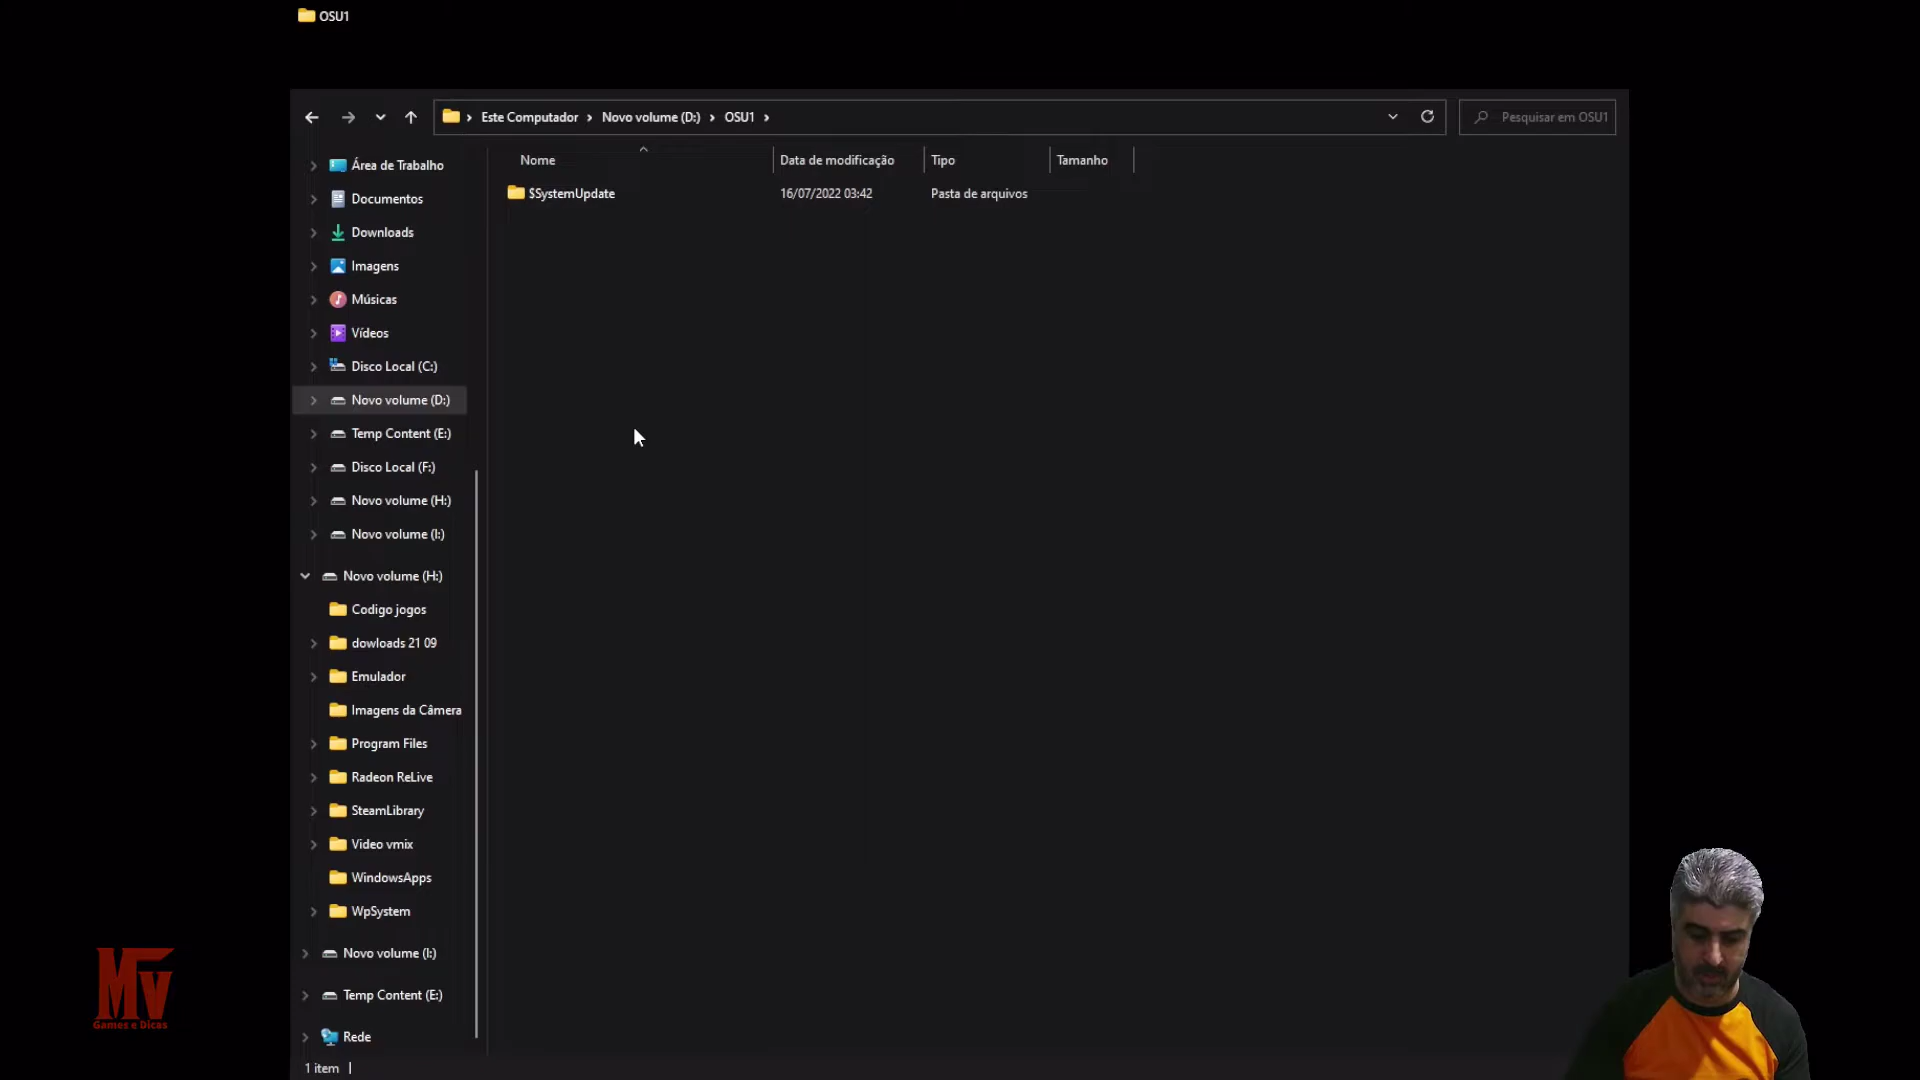 OSU1
Este Computador
Novo volume (D:)
OSU1
Pesquisar em OSU1
Nome
Data de modificação
Tipo
Tamanho
$SystemUpdate
16/07/2022 03:42
Pasta de arquivos
Área de Trabalho
Documentos
Downloads
Imagens
Músicas
Vídeos
Disco Local (C:)
Novo volume (D:)
Temp Content (E:)
Disco Local (F:)
Novo volume (H:)
Novo volume (I:)
Novo volume (H:)
Codigo jogos
dowloads 21 09
Emulador
Imagens da Câmera
Program Files
Radeon ReLive
SteamLibrary
Video vmix
WindowsApps
WpSystem
Novo volume (I:)
Temp Content (E:)
Rede
1 item
MV
Games e Dicas